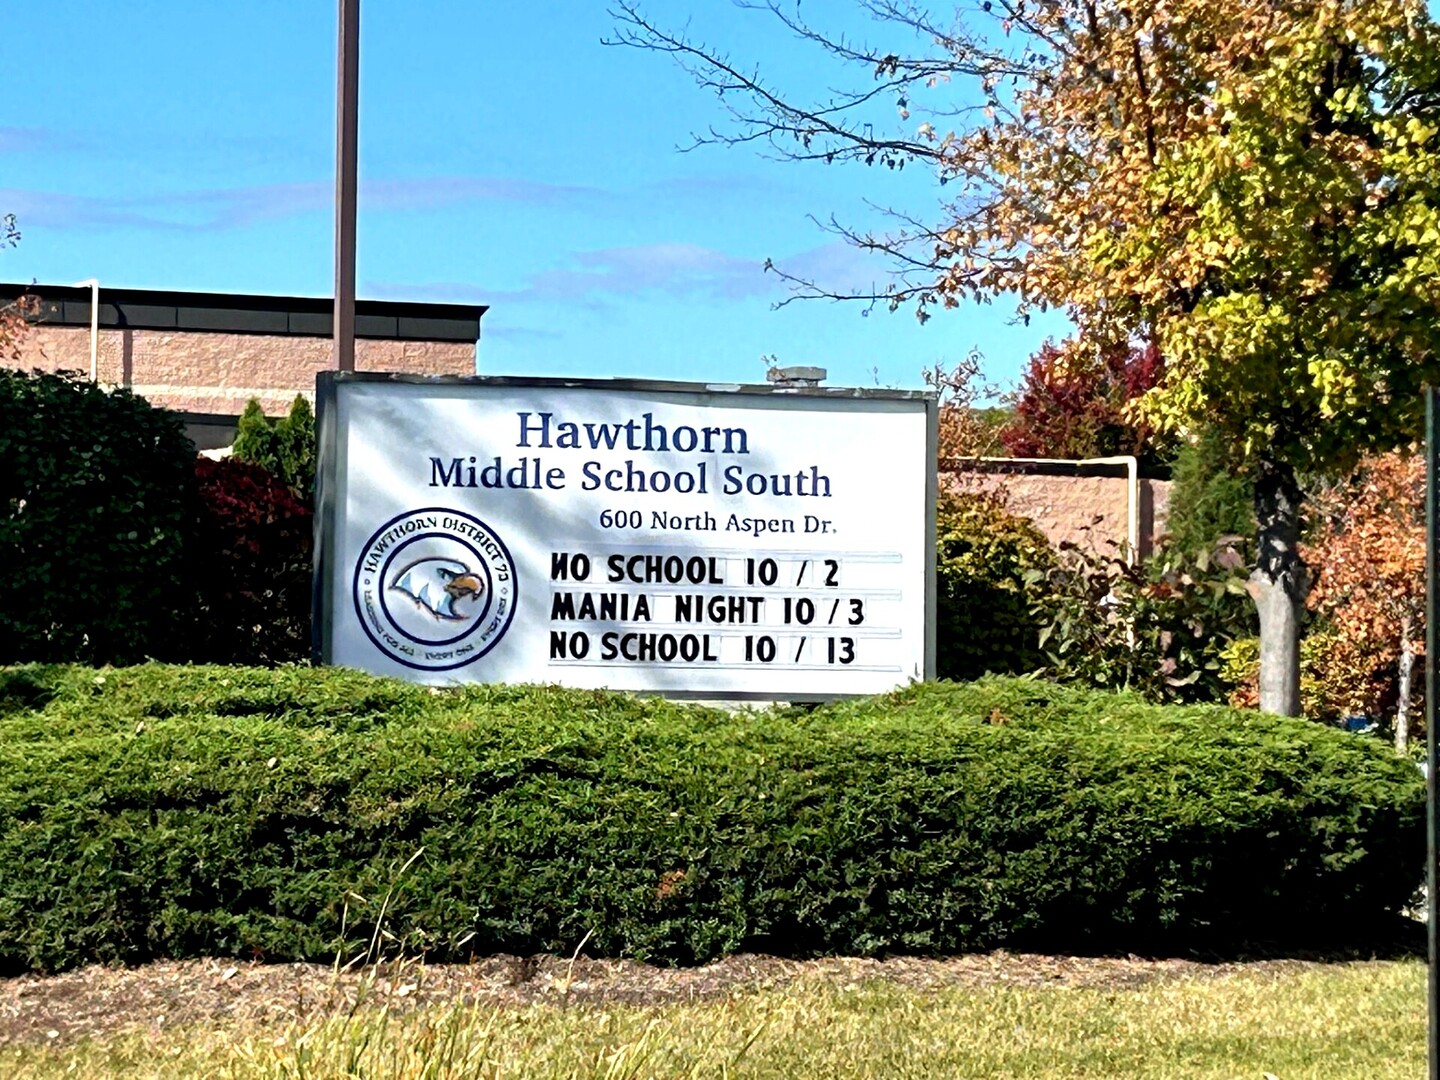 Hawthorn
Middle School South
600 North Aspen Dr.
HAWTHORN DISTRICT 73
NO SCHOOL 10 / 2
MANIA NIGHT 10 / 3
NO SCHOOL 10 / 13